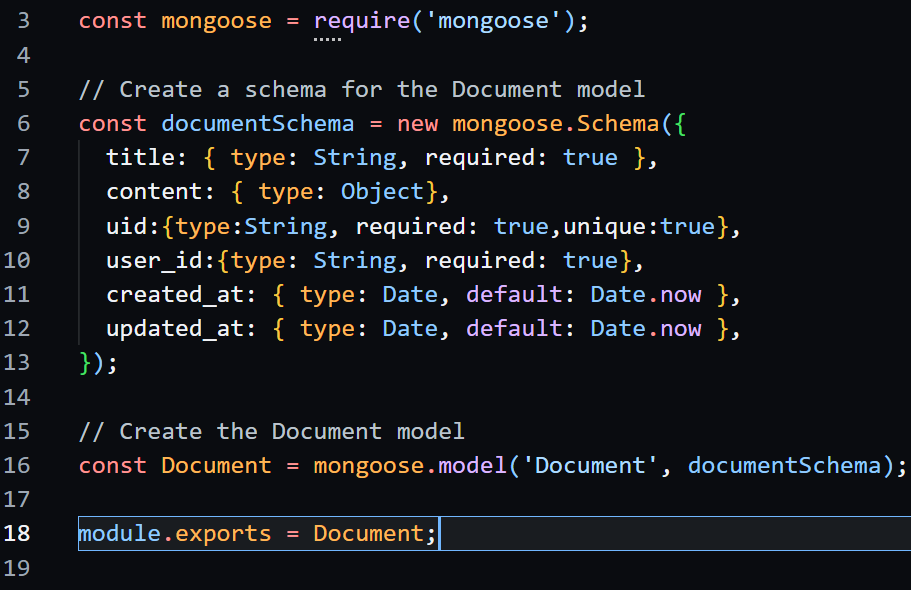 3 const mongoose = require('mongoose');
4
5 // Create a schema for the Document model
6 const documentSchema = new mongoose.Schema({
7   title: { type: String, required: true },
8   content: { type: Object},
9   uid:{type:String, required: true,unique:true},
10   user_id:{type: String, required: true},
11   created_at: { type: Date, default: Date.now },
12   updated_at: { type: Date, default: Date.now },
13 });
14
15 // Create the Document model
16 const Document = mongoose.model('Document', documentSchema);
17
18 module.exports = Document;
19